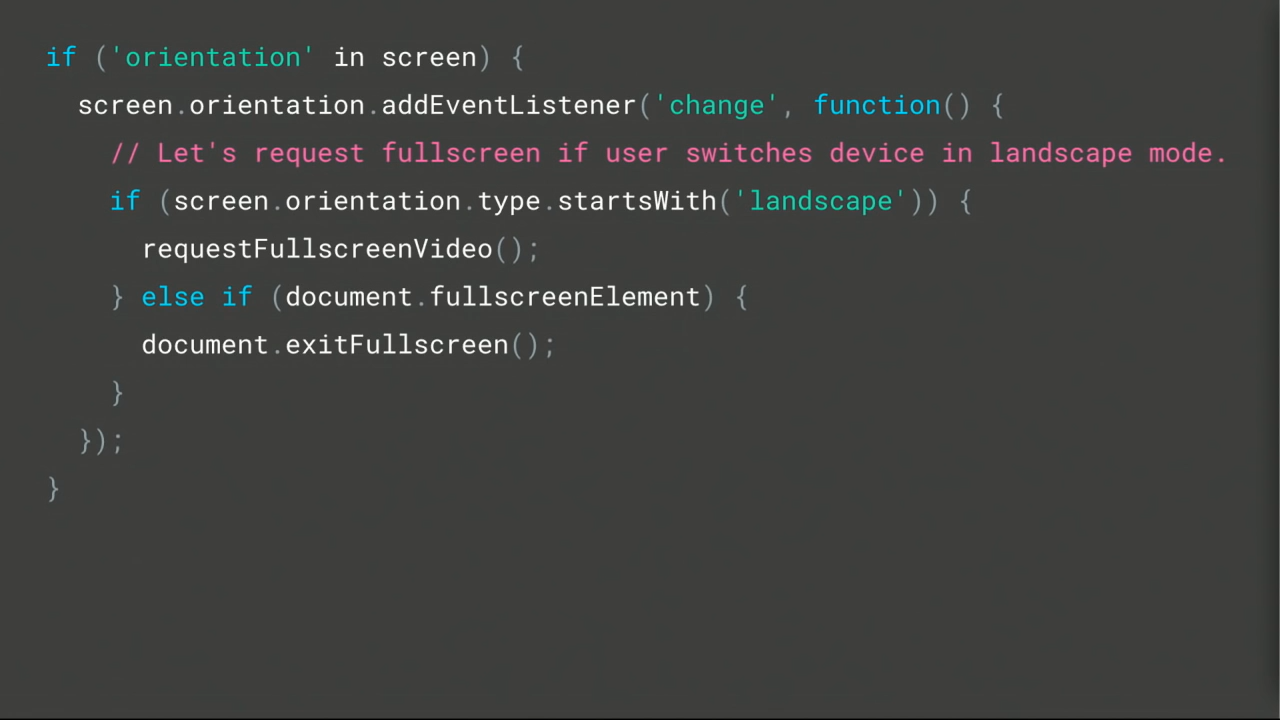 if ('orientation' in screen) {
  screen.orientation.addEventListener('change', function() {
    // Let's request fullscreen if user switches device in landscape mode.
    if (screen.orientation.type.startsWith('landscape')) {
      requestFullscreenVideo();
    } else if (document.fullscreenElement) {
      document.exitFullscreen();
    }
  });
}